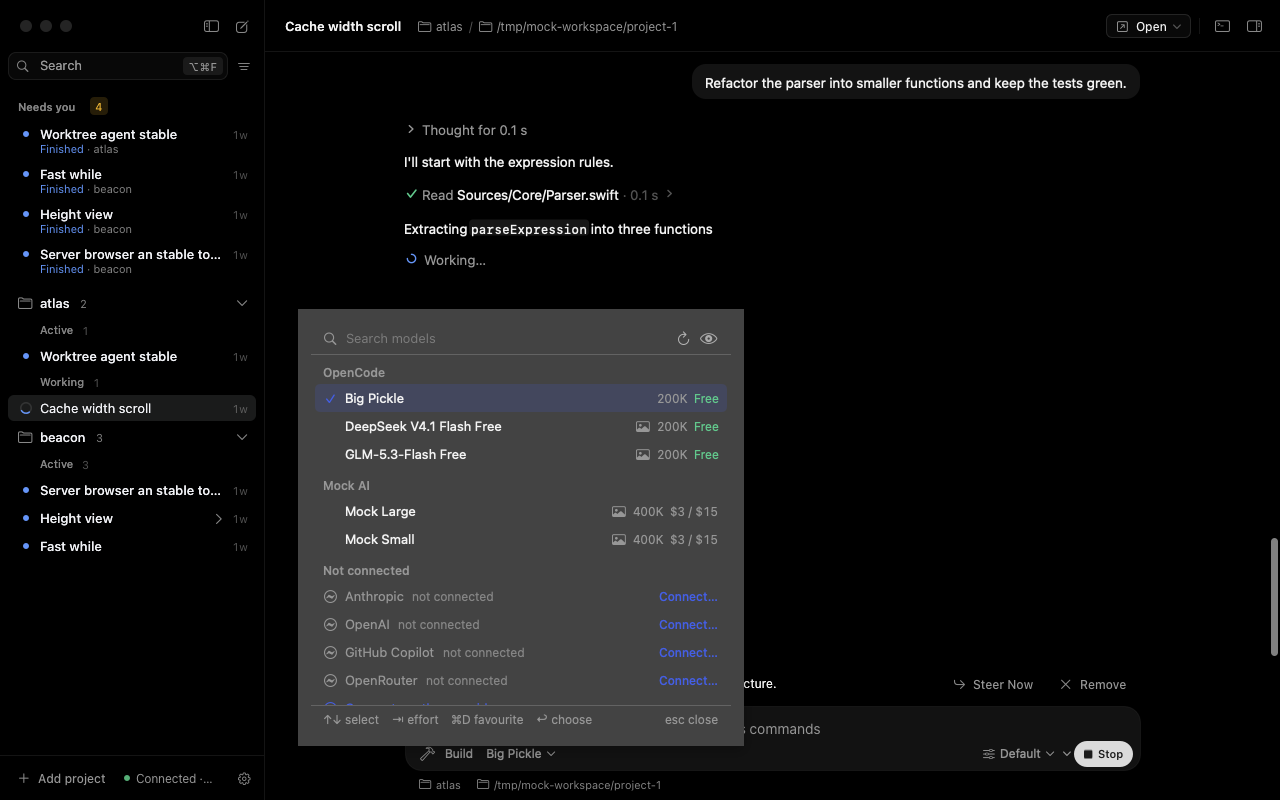 Search ⌥⌘F
Needs you 4
Worktree agent stable 1w
Finished · atlas
Fast while 1w
Finished · beacon
Height view 1w
Finished · beacon
Server browser an stable to... 1w
Finished · beacon
atlas 2
Active 1
Worktree agent stable 1w
Working 1
Cache width scroll 1w
beacon 3
Active 3
Server browser an stable to... 1w
Height view 1w
Fast while 1w
Add project
Connected ·...
Cache width scroll atlas / /tmp/mock-workspace/project-1
Open
Refactor the parser into smaller functions and keep the tests green.
Thought for 0.1 s
I'll start with the expression rules.
Read Sources/Core/Parser.swift · 0.1 s
Extracting parseExpression into three functions
Working...
Search models
OpenCode
Big Pickle 200K Free
DeepSeek V4.1 Flash Free 200K Free
GLM-5.3-Flash Free 200K Free
Mock AI
Mock Large 400K $3 / $15
Mock Small 400K $3 / $15
Not connected
Anthropic not connected Connect...
OpenAI not connected Connect...
GitHub Copilot not connected Connect...
OpenRouter not connected Connect...
↑↓ select ⇥ effort ⌘D favourite ↩ choose esc close
cture. Steer Now Remove
commands
Build Big Pickle Default Stop
atlas /tmp/mock-workspace/project-1